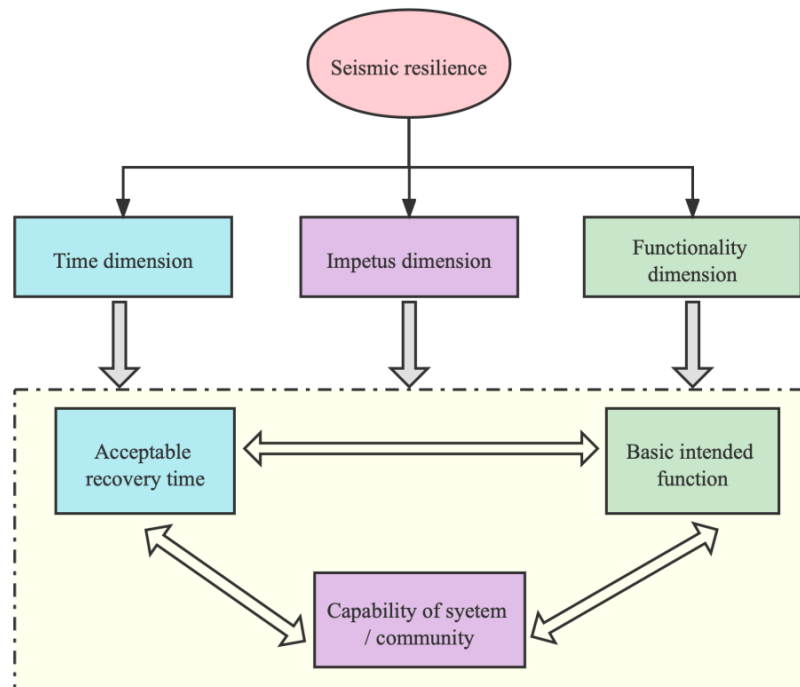 Seismic resilience
Time dimension
Impetus dimension
Functionality
dimension
Acceptable
recovery time
Basic intended
function
Capability of syetem
/ community